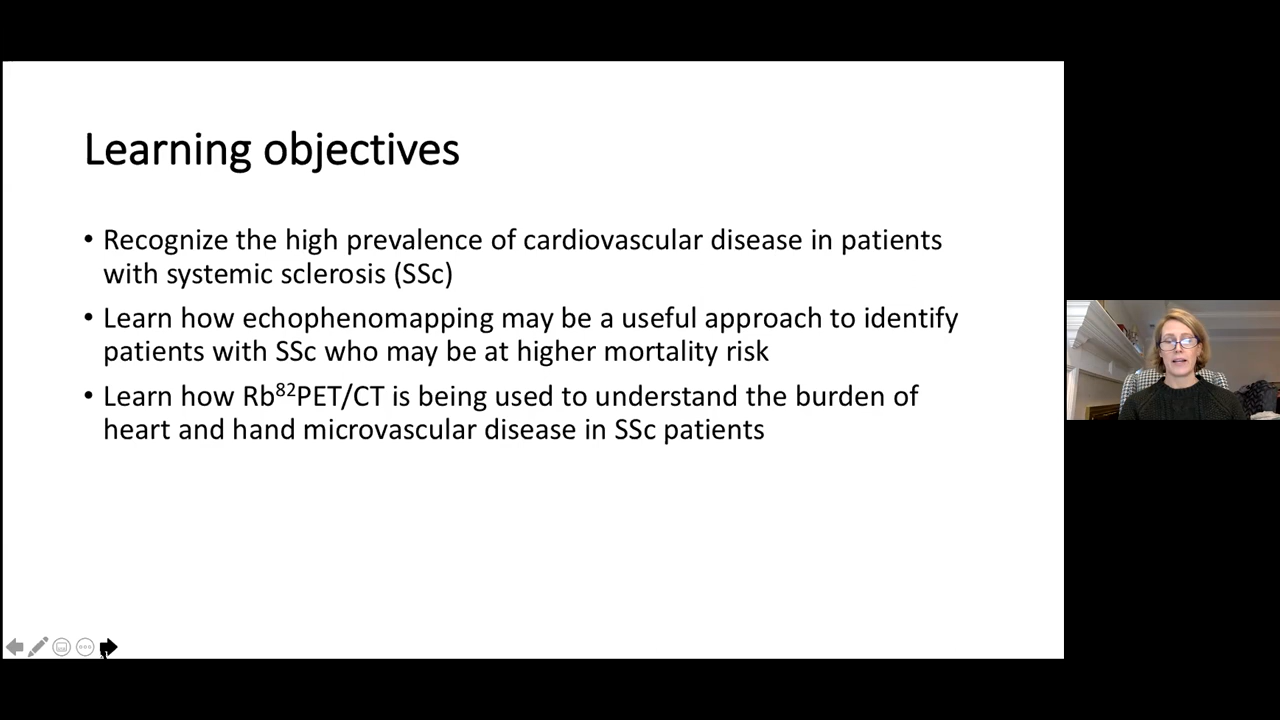 Learning objectives
• Recognize the high prevalence of cardiovascular disease in patients
with systemic sclerosis (SSc)
• Learn how echophenomapping may be a useful approach to identify
patients with SSc who may be at higher mortality risk
• Learn how Rb⁸²PET/CT is being used to understand the burden of
heart and hand microvascular disease in SSc patients